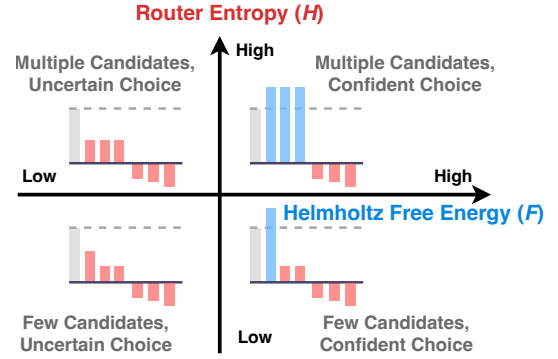 Router Entropy (H)
High
Multiple Candidates,
Uncertain Choice
Multiple Candidates,
Confident Choice
Low
High
Helmholtz Free Energy (F)
Few Candidates,
Uncertain Choice
Low
Few Candidates,
Confident Choice